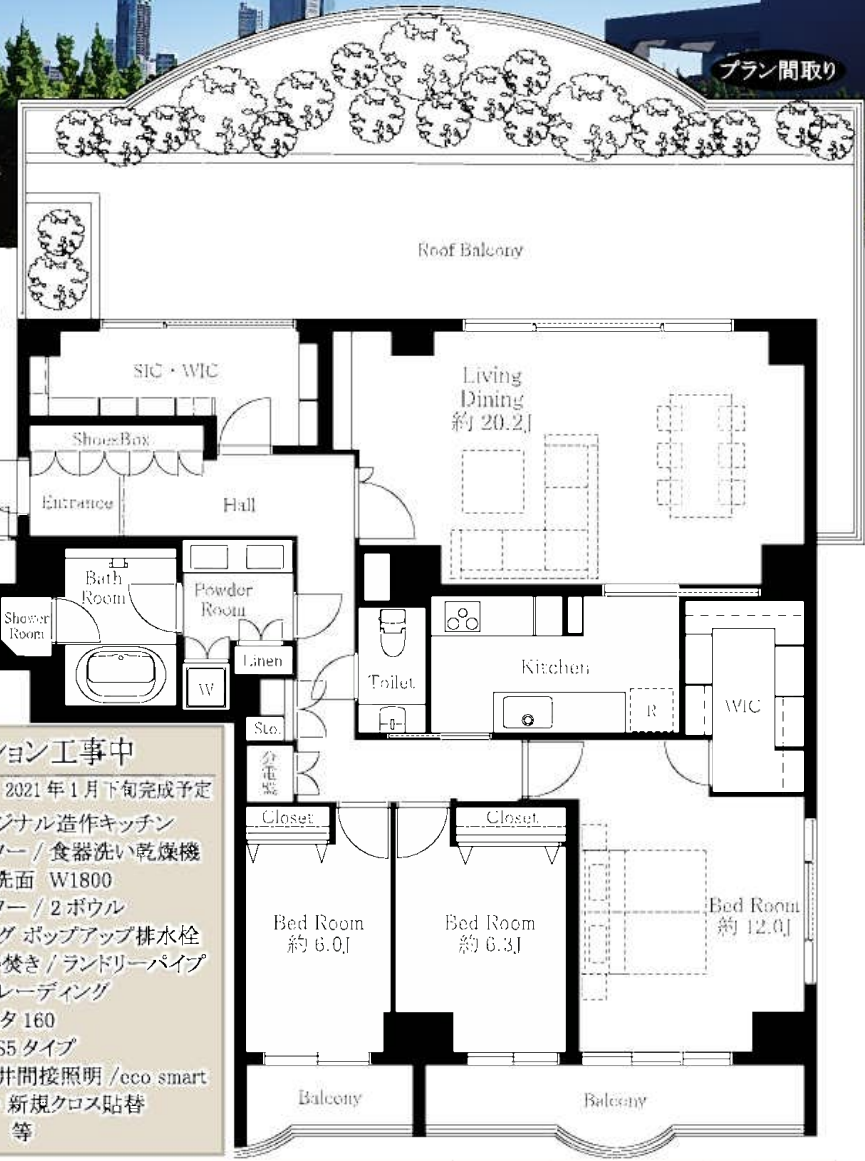 プラン間取り
Roof Balcony
SIC・WIC
Living
Dining
約 20.2J
ShoesBox
Entrance
Hall
Bath
Room
Powder
Room
Shower
Room
Linen
W
Toilet
Kitchen
R
WIC
Sto.
分電盤
Closet
Closet
Bed Room
約 6.0J
Bed Room
約 6.3J
Bed Room
約 12.0J
Balcony
Balcony
ション工事中
2021年1月下旬完成予定
ジナル造作キッチン
ワー / 食器洗い乾燥機
洗面 W1800
ワー / 2ボウル
グ ポップアップ排水栓
焚き / ランドリーパイプ
レーディング
タ 160
S5 タイプ
井間接照明 / eco smart
新規クロス貼替
等